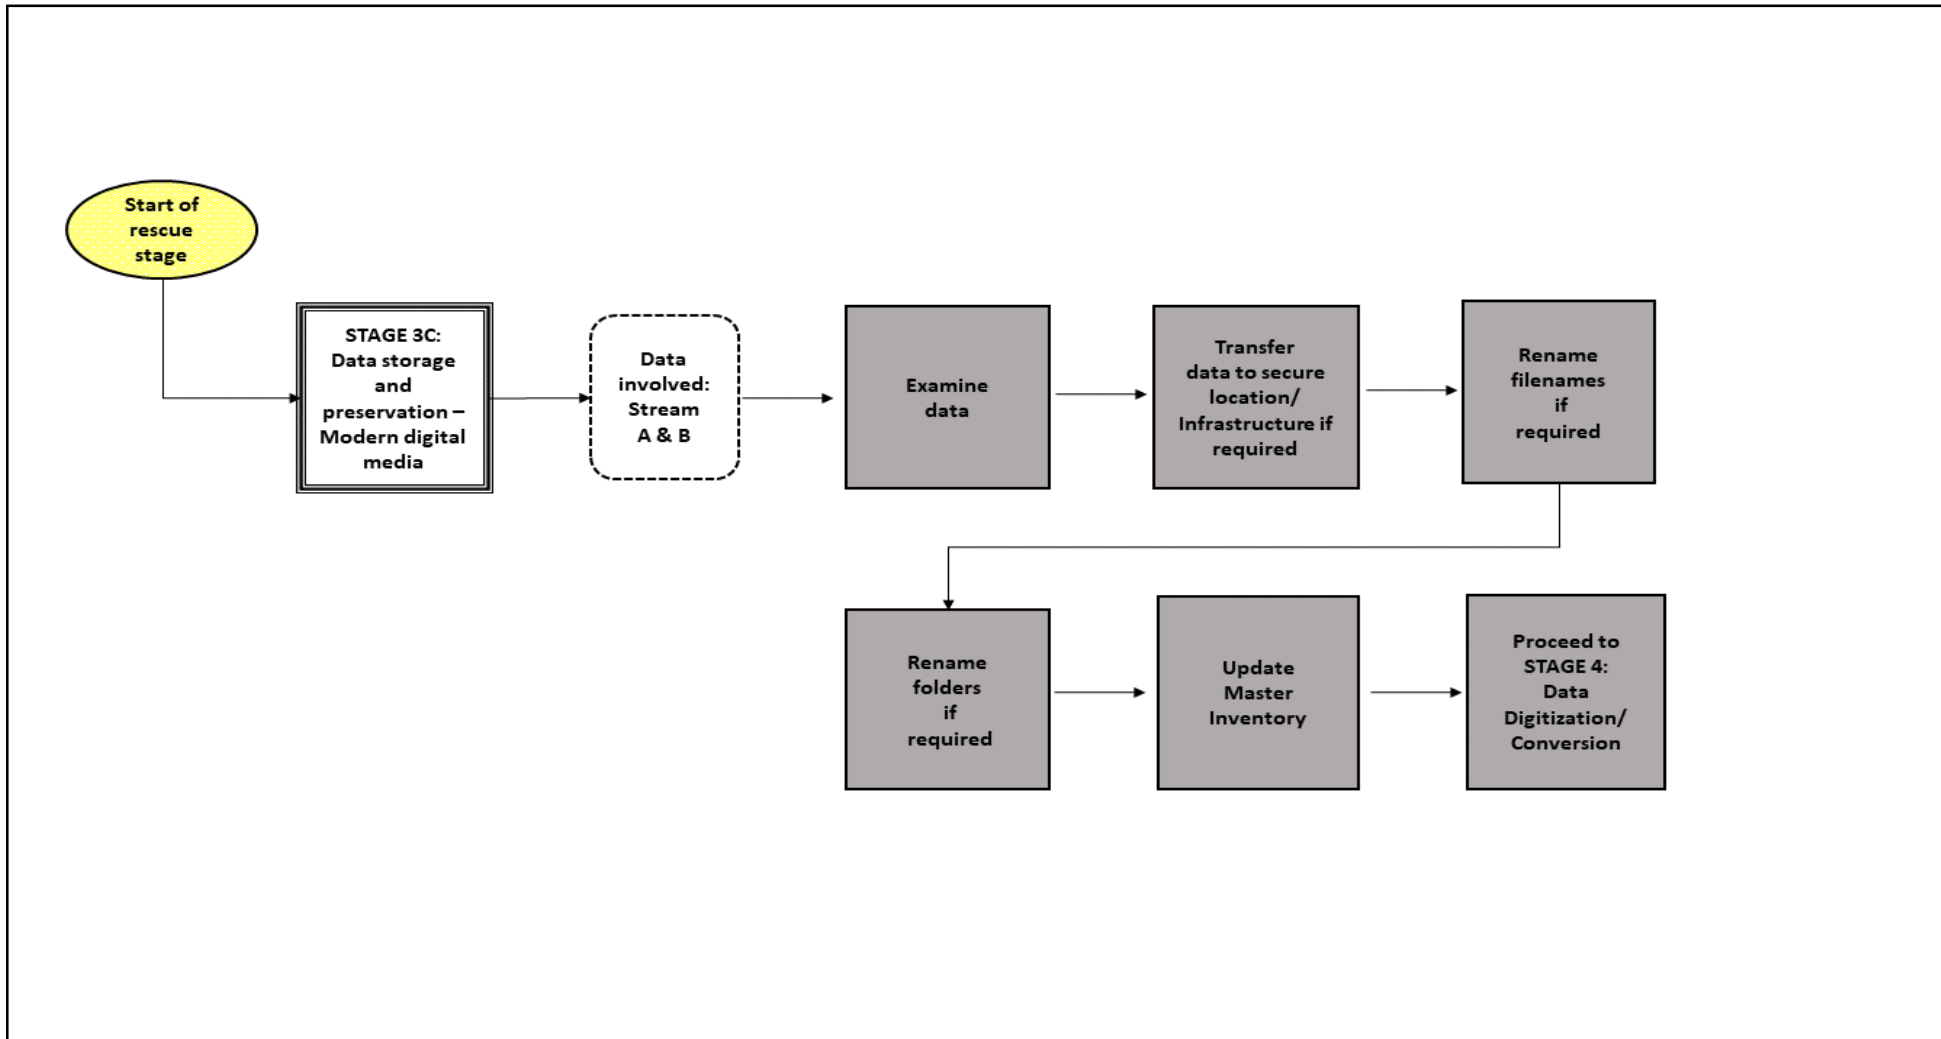 Start of
rescue
stage
STAGE 3C:
Data storage
and
preservation –
Modern digital
media
Data
involved:
Stream
A & B
Examine
data
Transfer
data to secure
location/
Infrastructure if
required
Rename
filenames
if
required
Rename
folders
if
required
Update
Master
Inventory
Proceed to
STAGE 4:
Data
Digitization/
Conversion